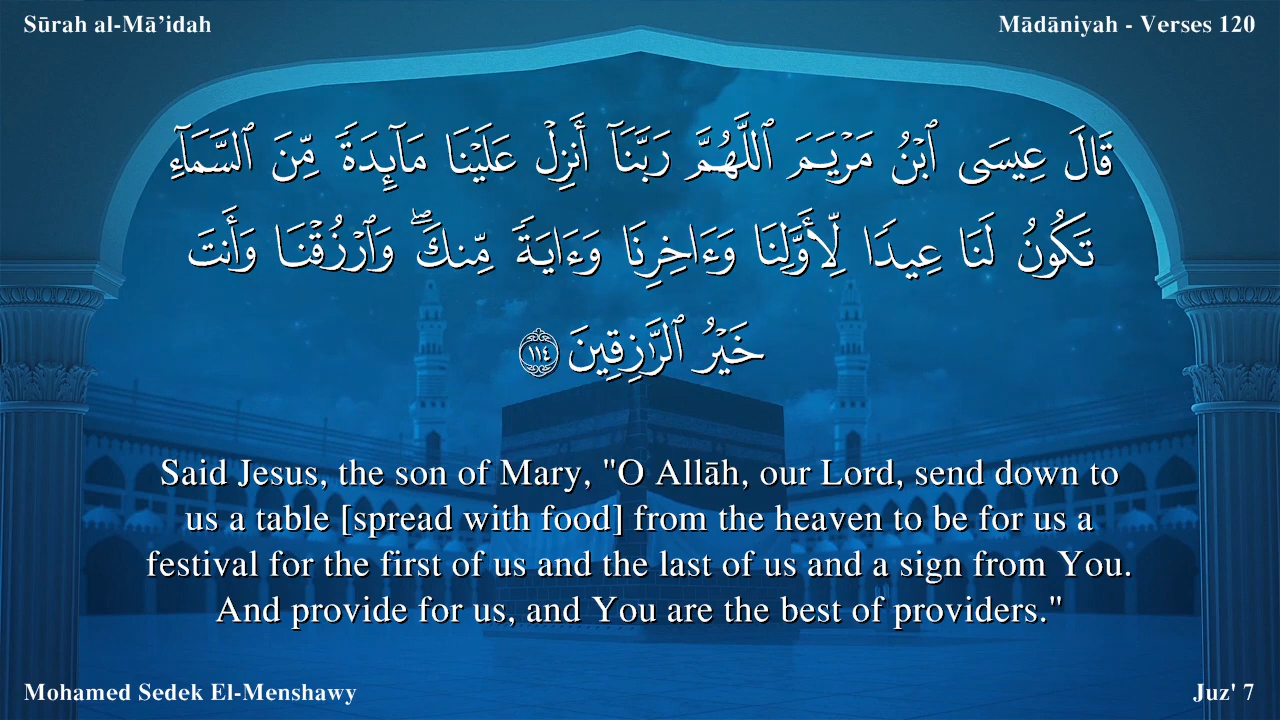 Sūrah al-Mā’idah
Mādāniyah - Verses 120
قَالَ عِيسَى ٱبْنُ مَرْيَمَ ٱللَّهُمَّ رَبَّنَآ أَنزِلْ عَلَيْنَا مَآئِدَةً مِّنَ ٱلسَّمَآءِ
تَكُونُ لَنَا عِيدًا لِّأَوَّلِنَا وَءَاخِرِنَا وَءَايَةً مِّنكَ ۖ وَٱرْزُقْنَا وَأَنتَ
خَيْرُ ٱلرَّٰزِقِينَ ١١٤
Said Jesus, the son of Mary, "O Allāh, our Lord, send down to
us a table [spread with food] from the heaven to be for us a
festival for the first of us and the last of us and a sign from You.
And provide for us, and You are the best of providers."
Mohamed Sedek El-Menshawy
Juz' 7